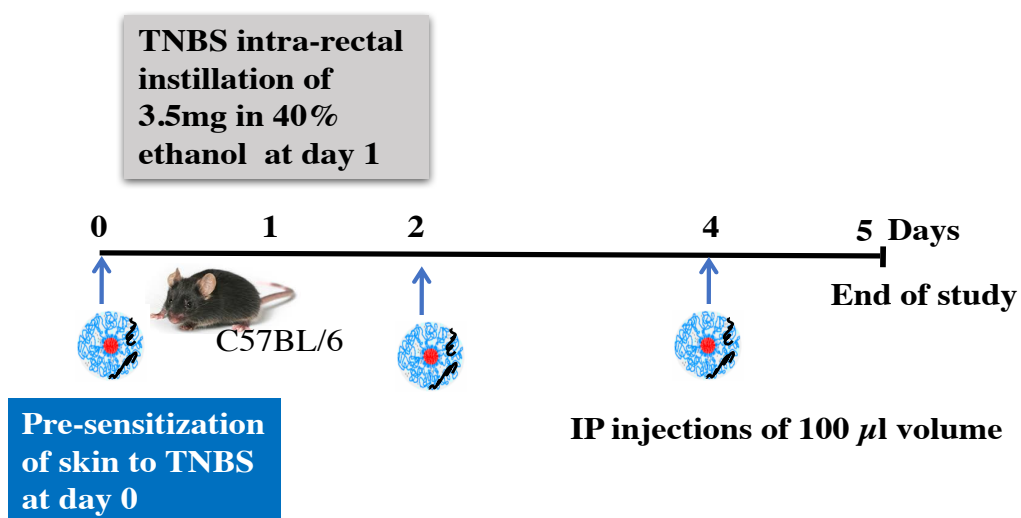 TNBS intra-rectal
instillation of
3.5mg in 40%
ethanol at day 1
0 1 2 4 5 Days
End of study
C57BL/6
Pre-sensitization
of skin to TNBS
at day 0
IP injections of 100 µl volume